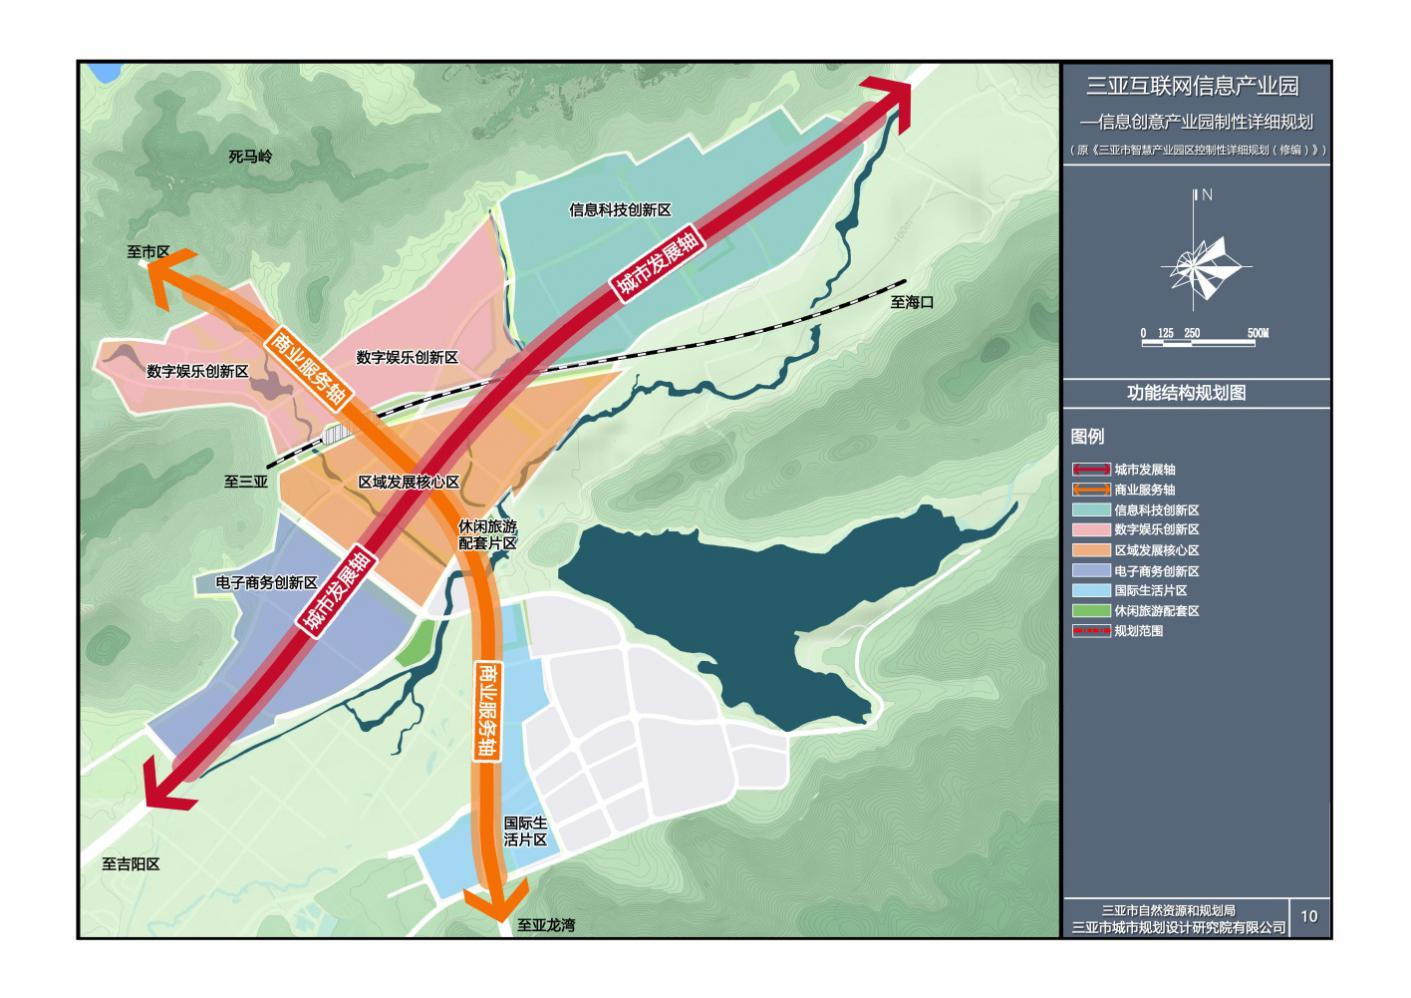 三亚互联网信息产业园
—信息创意产业园制性详细规划
（原《三亚市智慧产业园区控制性详细规划（修编）》）
N
0 125 250 500M
功能结构规划图
图例
城市发展轴
商业服务轴
信息科技创新区
数字娱乐创新区
区域发展核心区
电子商务创新区
国际生活片区
休闲旅游配套区
规划范围
三亚市自然资源和规划局
三亚市城市规划设计研究院有限公司
10
死马岭
信息科技创新区
至市区
城市发展轴
至海口
商业服务轴
数字娱乐创新区
数字娱乐创新区
至三亚
区域发展核心区
休闲旅游
配套片区
电子商务创新区
城市发展轴
商业服务轴
国际生
活片区
至吉阳区
至亚龙湾